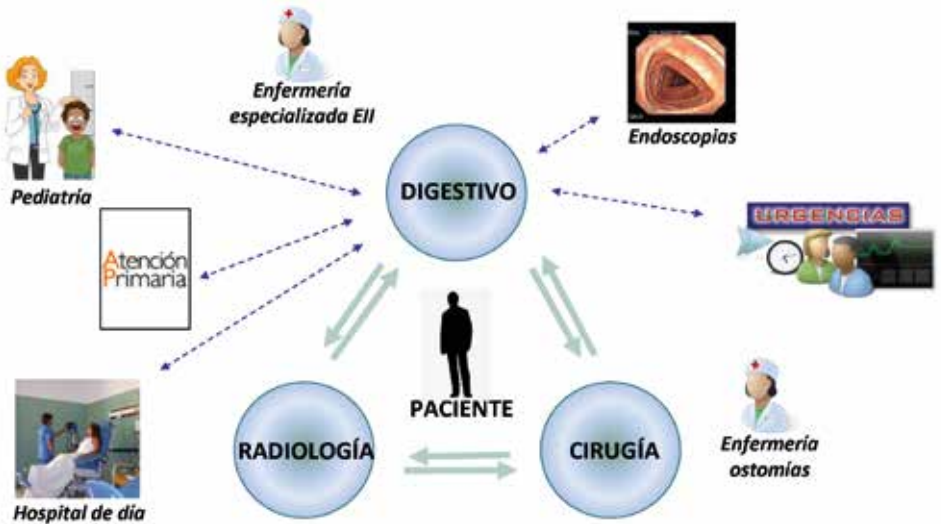 Enfermería
especializada EII
Endoscopias
Pediatría
DIGESTIVO
URGENCIAS
Atención
Primaria
PACIENTE
RADIOLOGÍA
CIRUGÍA
Enfermería
ostomías
Hospital de día